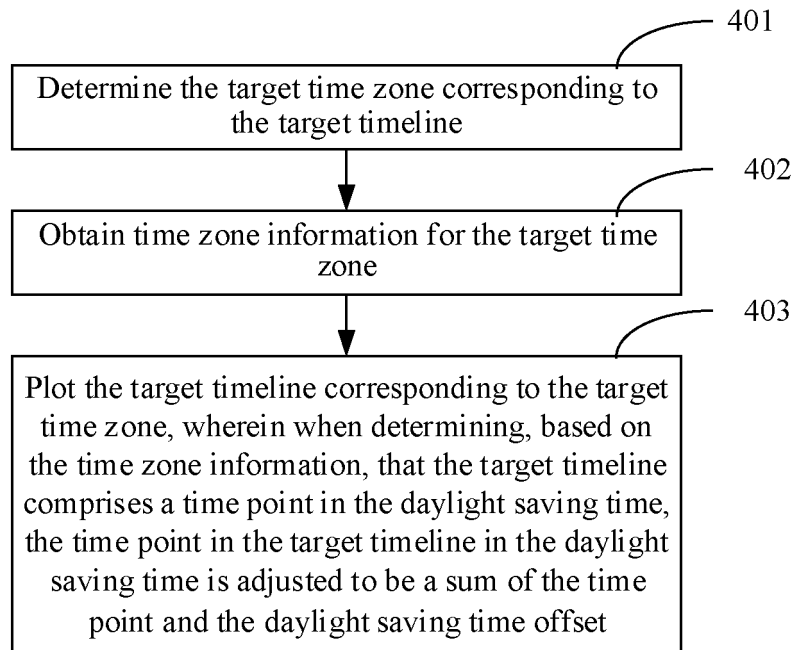 401
Determine the target time zone corresponding to
the target timeline
402
Obtain time zone information for the target time
zone
403
Plot the target timeline corresponding to the target
time zone, wherein when determining, based on
the time zone information, that the target timeline
comprises a time point in the daylight saving time,
the time point in the target timeline in the daylight
saving time is adjusted to be a sum of the time
point and the daylight saving time offset